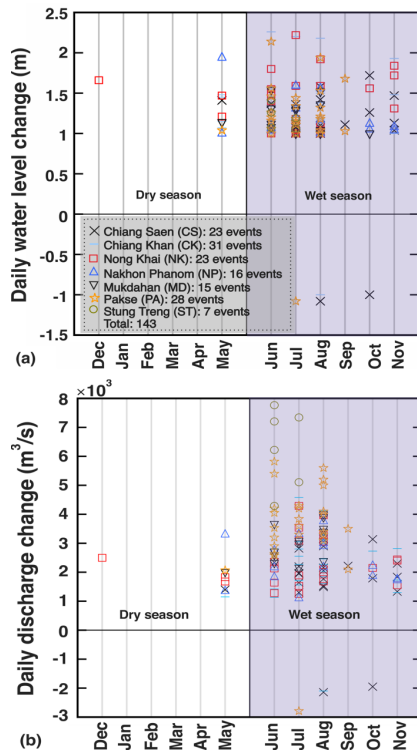 (a)
Daily water level change (m)
2.5
2
1.5
1
0.5
0
-0.5
-1
-1.5
Dry season
Wet season
Chiang Saen (CS): 23 events
Chiang Khan (CK): 31 events
Nong Khai (NK): 23 events
Nakhon Phanom (NP): 16 events
Mukdahan (MD): 15 events
Pakse (PA): 28 events
Stung Treng (ST): 7 events
Total: 143
Dec Jan Feb Mar Apr May Jun Jul Aug Sep Oct Nov
(b)
Daily discharge change (m³/s)
× 10³
8
7
6
5
4
3
2
1
0
-1
-2
-3
Dry season
Wet season
Dec Jan Feb Mar Apr May Jun Jul Aug Sep Oct Nov